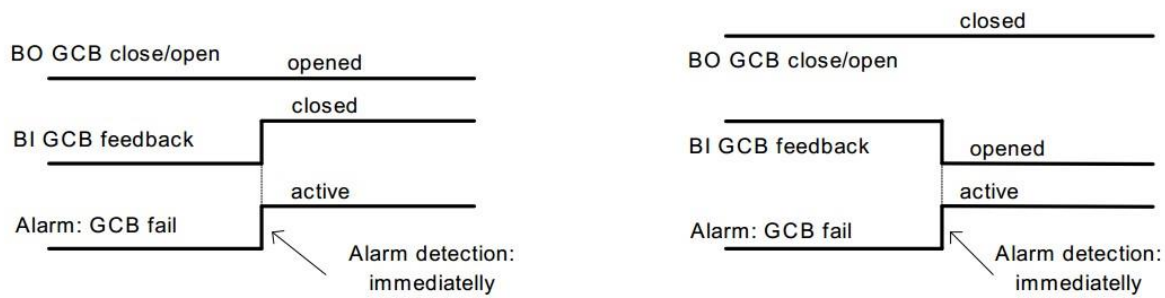 BO GCB close/open
opened
closed
BI GCB feedback
active
Alarm: GCB fail
Alarm detection:
immediatelly
closed
BO GCB close/open
BI GCB feedback
opened
active
Alarm: GCB fail
Alarm detection:
immediatelly